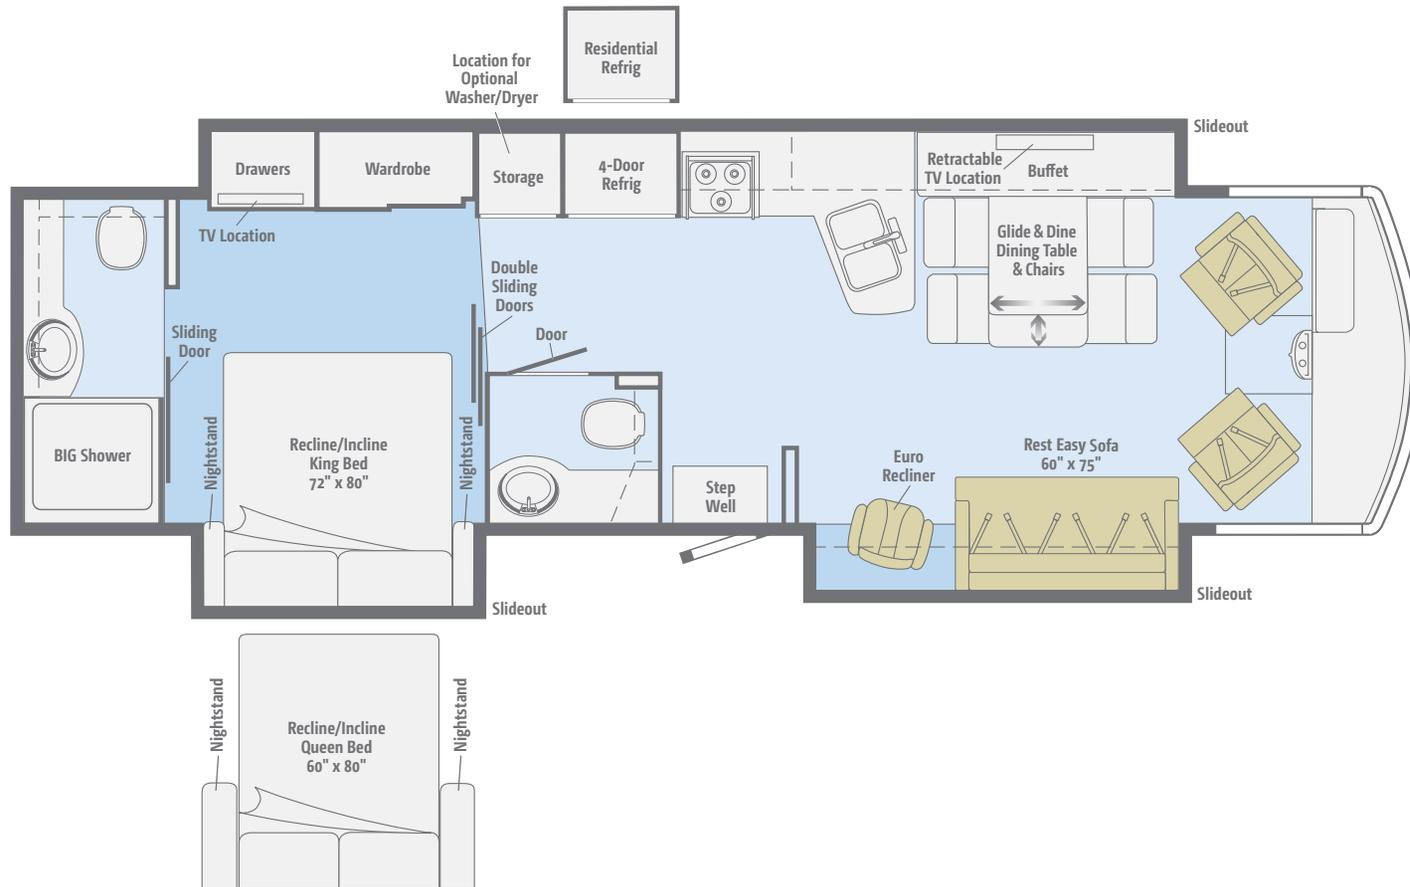 Residential
Refrig
Location for
Optional
Washer/Dryer
Slideout
Drawers
Wardrobe
Storage
4-Door
Refrig
Retractable
TV Location
Buffet
TV Location
Glide & Dine
Dining Table
& Chairs
Double
Sliding
Doors
Sliding
Door
Door
BIG Shower
Nightstand
Recline/Incline
King Bed
72" x 80"
Nightstand
Step
Well
Euro
Recliner
Rest Easy Sofa
60" x 75"
Slideout
Slideout
Nightstand
Recline/Incline
Queen Bed
60" x 80"
Nightstand